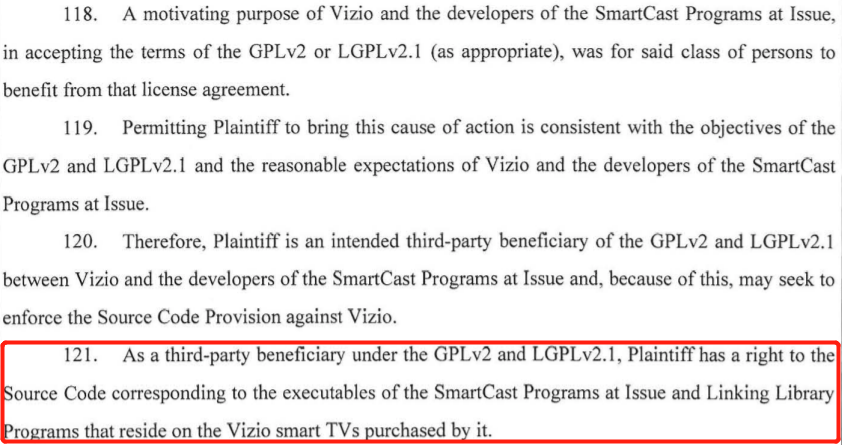 118. A motivating purpose of Vizio and the developers of the SmartCast Programs at Issue,
in accepting the terms of the GPLv2 or LGPLv2.1 (as appropriate), was for said class of persons to
benefit from that license agreement.
119. Permitting Plaintiff to bring this cause of action is consistent with the objectives of the
GPLv2 and LGPLv2.1 and the reasonable expectations of Vizio and the developers of the SmartCast
Programs at Issue.
120. Therefore, Plaintiff is an intended third-party beneficiary of the GPLv2 and LGPLv2.1
between Vizio and the developers of the SmartCast Programs at Issue and, because of this, may seek to
enforce the Source Code Provision against Vizio.
121. As a third-party beneficiary under the GPLv2 and LGPLv2.1, Plaintiff has a right to the
Source Code corresponding to the executables of the SmartCast Programs at Issue and Linking Library
Programs that reside on the Vizio smart TVs purchased by it.